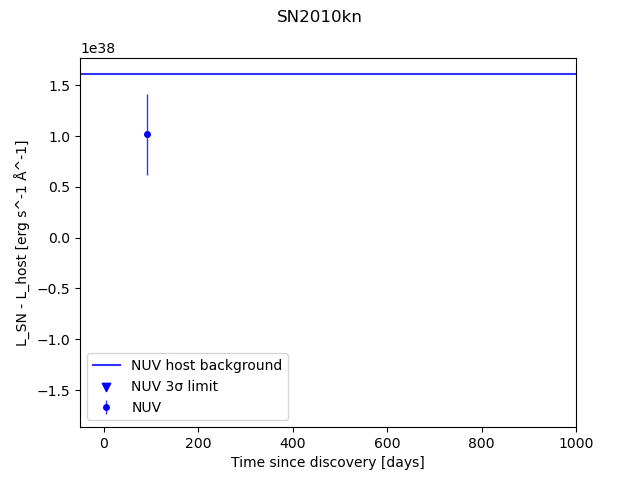 SN2010kn
1e38
1.5
1.0
0.5
0.0
−0.5
−1.0
−1.5
L_SN - L_host [erg s^-1 Å^-1]
NUV host background
NUV 3σ limit
NUV
0 200 400 600 800 1000
Time since discovery [days]